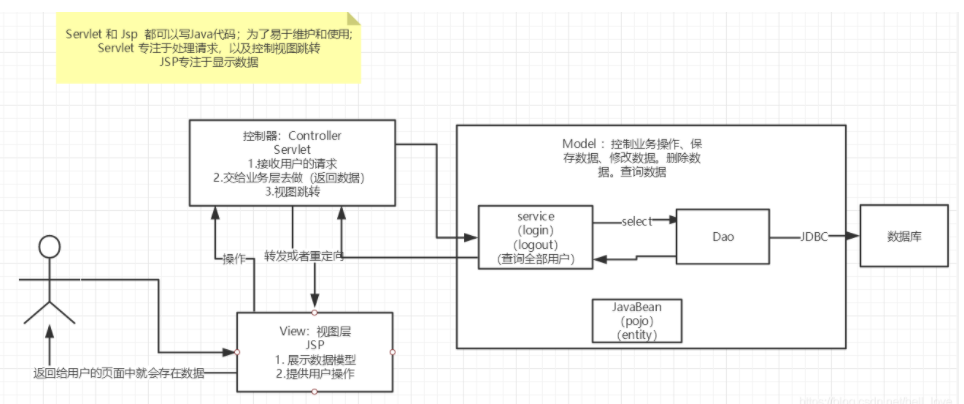 Servlet 和 Jsp 都可以写Java代码；为了易于维护和使用;
Servlet 专注于处理请求，以及控制视图跳转
JSP专注于显示数据
控制器：Controller
Servlet
1.接收用户的请求
2.交给业务层去做（返回数据）
3.视图跳转
Model ：控制业务操作、保
存数据、修改数据。删除数
据。查询数据
service
（login）
（logout）
（查询全部用户）
select
Dao
JDBC
数据库
操作
转发或者重定向
JavaBean
（pojo）
（entity）
View：视图层
JSP
1. 展示数据模型
2.提供用户操作
返回给用户的页面中就会存在数据